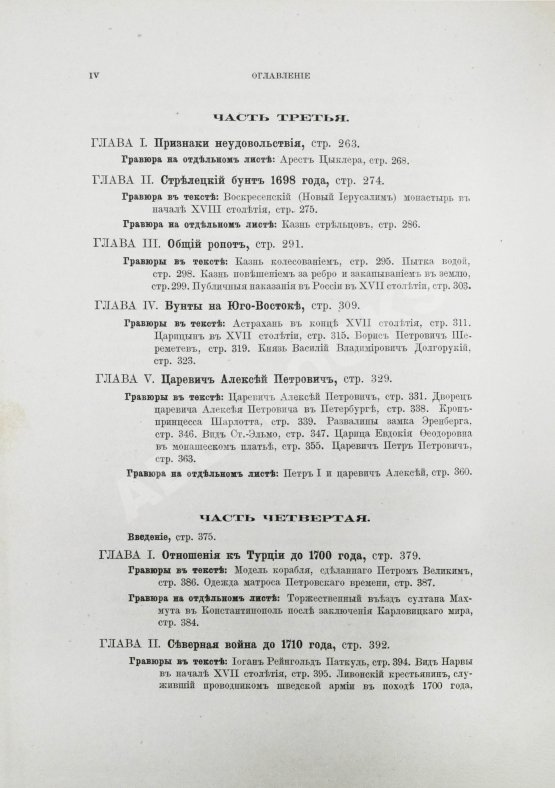 IV ОГЛАВЛЕНІЕ
ЧАСТЬ ТРЕТЬЯ.
ГЛАВА I. Признаки неудовольствія, стр. 263.
Гравюра на отдѣльномъ листѣ: Арестъ Цыклера, стр. 268.
ГЛАВА II. Стрѣлецкій бунтъ 1698 года, стр. 274.
Гравюра въ текстѣ: Воскресенскій (Новый Іерусалимъ) монастырь въ
началѣ XVIII столѣтія, стр. 275.
Гравюра на отдѣльномъ листѣ: Казнь стрѣльцовъ, стр. 286.
ГЛАВА III. Общій ропотъ, стр. 291.
Гравюры въ текстѣ: Казнь колесованіемъ, стр. 295. Пытка водой,
стр. 298. Казнь повѣшеніемъ за ребро и закапываніемъ въ землю,
стр. 299. Публичныя наказанія въ Россіи въ XVII столѣтіи, стр. 303.
ГЛАВА IV. Бунты на Юго-Востокѣ, стр. 309.
Гравюры въ текстѣ: Астрахань въ концѣ XVII столѣтія, стр. 311.
Царицынъ въ XVII столѣтіи, стр. 315. Борисъ Петровичъ Ше-
реметевъ, стр. 319. Князь Василій Владиміровичъ Долгорукій,
стр. 323.
ГЛАВА V. Царевичъ Алексѣй Петровичъ, стр. 329.
Гравюры въ текстѣ: Царевичъ Алексѣй Петровичъ, стр. 331. Дворецъ
царевича Алексѣя Петровича въ Петербургѣ, стр. 338. Кронъ-
принцесса Шарлотта, стр. 339. Развалины замка Эренберга,
стр. 346. Видъ Ст.-Эльмо, стр. 347. Царица Евдокія Ѳеодоровна
въ монашескомъ платьѣ, стр. 355. Царевичъ Петръ Петровичъ,
стр. 363.
Гравюра на отдѣльномъ листѣ: Петръ I и царевичъ Алексѣй, стр. 360.
ЧАСТЬ ЧЕТВЕРТАЯ.
Введеніе, стр. 375.
ГЛАВА I. Отношенія къ Турціи до 1700 года, стр. 379.
Гравюры въ текстѣ: Модель корабля, сдѣланнаго Петромъ Великимъ,
стр. 386. Одежда матроса Петровскаго времени, стр. 387.
Гравюра на отдѣльномъ листѣ: Торжественный въѣздъ султана Мах-
мута въ Константинополь послѣ заключенія Карловицкаго мира,
стр. 384.
ГЛАВА II. Сѣверная война до 1710 года, стр. 392.
Гравюры въ текстѣ: Іоганъ Рейнгольдъ Паткуль, стр. 394. Видъ Нарвы
въ началѣ XVII столѣтія, стр. 395. Ливонскій крестьянинъ, слу-
жившій проводникомъ шведской арміи въ походѣ 1700 года,